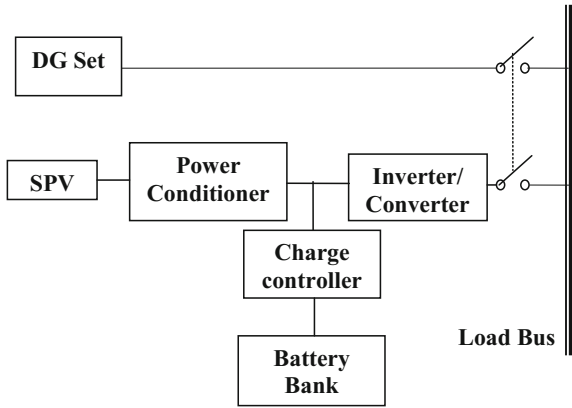 DG Set
SPV
Power
Conditioner
Inverter/
Converter
Charge
controller
Battery
Bank
Load Bus